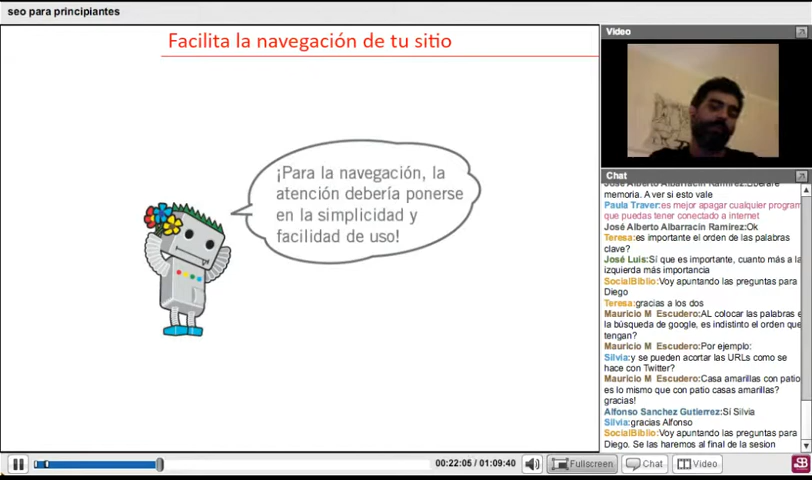 seo para principiantes
Facilita la navegación de tu sitio
¡Para la navegación, la
atención debería ponerse
en la simplicidad y
facilidad de uso!
Video
Chat
José Alberto Albarracín Ramírez:Liberaré
memoria. A ver si esto vale
Paula Traver:es mejor apagar cualquier program
que puedas tener conectado a internet
José Alberto Albarracin Ramirez:Ok
Teresa:es importante el orden de las palabras
clave?
José Luis:Sí que es importante, cuanto más a la
izquierda más importancia
SocialBiblio:Voy apuntando las preguntas para
Diego
Teresa:gracias a los dos
Mauricio M Escudero:AL colocar las palabras e
la búsqueda de google, es indistinto el orden que
tengan?
Mauricio M Escudero:Por ejemplo:
Silvia:y se pueden acortar las URLs como se
hace con Twitter?
Mauricio M Escudero:Casa amarillas con patio
es lo mismo que con patio casas amarillas?
gracias!
Alfonso Sanchez Gutierrez:Sí Silvia
Silvia:gracias Alfonso
SocialBiblio:Voy apuntando las preguntas para
Diego. Se las haremos al final de la sesion
00:22:05 / 01:09:40
Fullscreen
Chat
Video